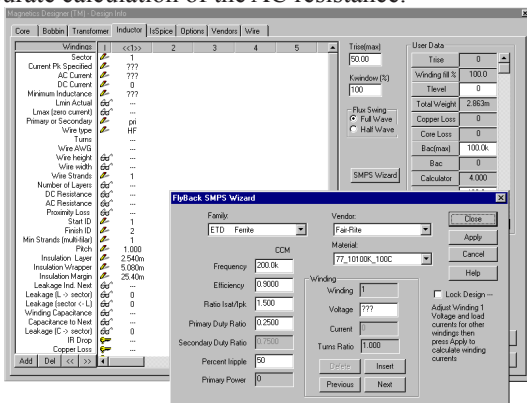 urate calculation of the AC resistance.
Magnetics Designer (TM) - Design Info
Core Bobbin Transformer Inductor IsSpice Options Vendors Wire
Windings 1 <<1>> 2 3 4 5
Sector 1
Current Pk Specified ???
AC Current ???
DC Current 0
Minimum Inductance ???
Lmin Actual ...
Lmax (zero current) ...
Primary or Secondary pri
Wire type HF
Turns ...
Wire AWG ...
Wire height ...
Wire width ...
Wire Strands 1
Number of Layers ...
DC Resistance ...
AC Resistance ...
Proximity Loss ...
Start ID 1
Finish ID 2
Min Strands (multi-filar) 1
Pitch 1.000
Insulation Layer 2.540m
Insulation Wrapper 5.080m
Insulation Margin 25.40m
Leakage Ind. Next ...
Leakage (L -> sector) 0
Leakage (sector <- L) 0
Winding Capacitance ...
Capacitance to Next ...
Leakage (C -> sector) 0
IR Drop ...
Copper Loss ...
Add Del << >>
Trise(max)
50.00
Kwindow (%)
100
Flux Swing
Full Wave
Half Wave
SMPS Wizard
User Data
Trise 0
Winding fill % 100.0
Tlevel 0
Total Weight 2.863m
Copper Loss 0
Core Loss 0
Bac(max) 100.0k
Bac 0
Calculator 4.000
FlyBack SMPS Wizard
Family:
ETD Ferrite
Vendor:
Fair-Rite
Material:
77_10100K_100C
CCM
Frequency 200.0k
Efficiency 0.9000
Ratio Isat/Ipk 1.500
Primary Duty Ratio 0.2500
Secondary Duty Ratio 0.7500
Percent Iripple 50
Primary Power 0
Winding
Winding 1
Voltage ???
Current 0
Turns Ratio 1.000
Delete Insert
Previous Next
Close
Apply
Cancel
Help
Lock Design ---
Adjust Winding 1
Voltage and load
currents for other
windings then
press Apply to
calculate winding
currents